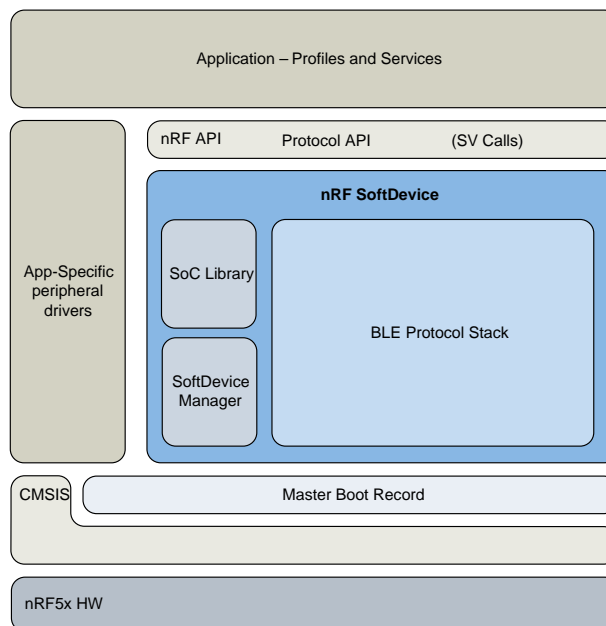 Application – Profiles and Services
nRF API Protocol API (SV Calls)
nRF SoftDevice
App-Specific
peripheral
drivers
SoC Library
BLE Protocol Stack
SoftDevice
Manager
CMSIS
Master Boot Record
nRF5x HW